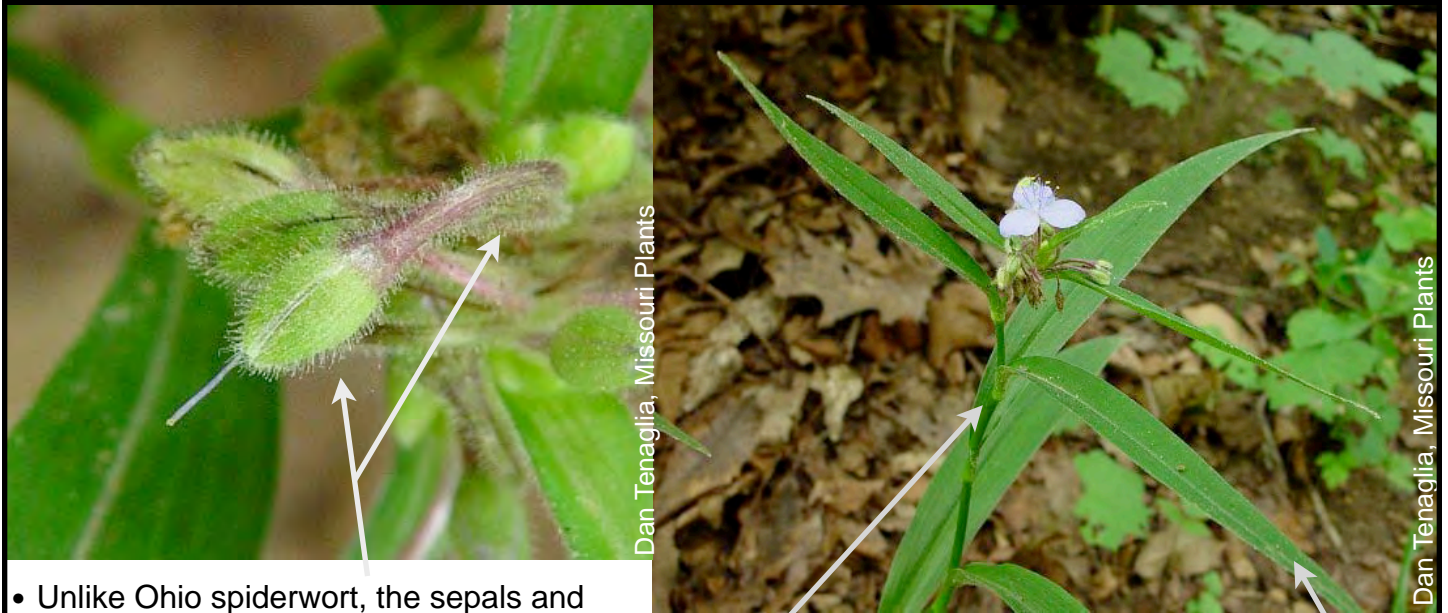 Dan Tenaglia, Missouri Plants
Dan Tenaglia, Missouri Plants
• Unlike Ohio spiderwort, the sepals and